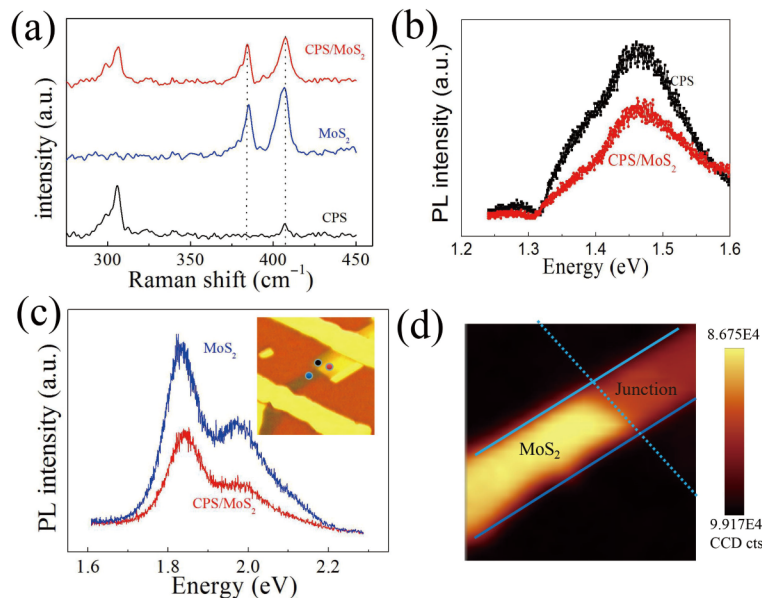 (a)
CPS/MoS₂
MoS₂
CPS
intensity (a.u.)
300 350 400 450
Raman shift (cm⁻¹)
(b)
CPS
CPS/MoS₂
PL intensity (a.u.)
1.2 1.3 1.4 1.5 1.6
Energy (eV)
(c)
MoS₂
CPS/MoS₂
PL intensity (a.u.)
1.6 1.8 2.0 2.2
Energy (eV)
(d)
8.675E4
Junction
MoS₂
9.917E4
CCD cts